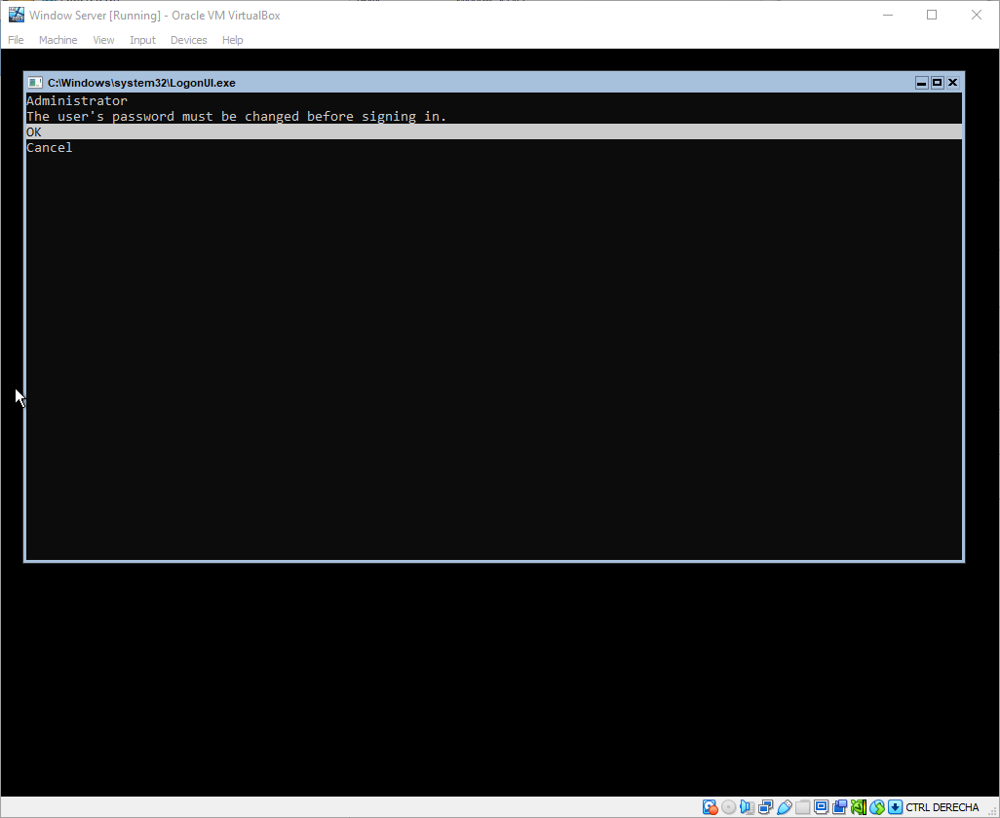 Window Server [Running] - Oracle VM VirtualBox
File Machine View Input Devices Help
C:\Windows\system32\LogonUI.exe
Administrator
The user's password must be changed before signing in.
OK
Cancel
CTRL DERECHA